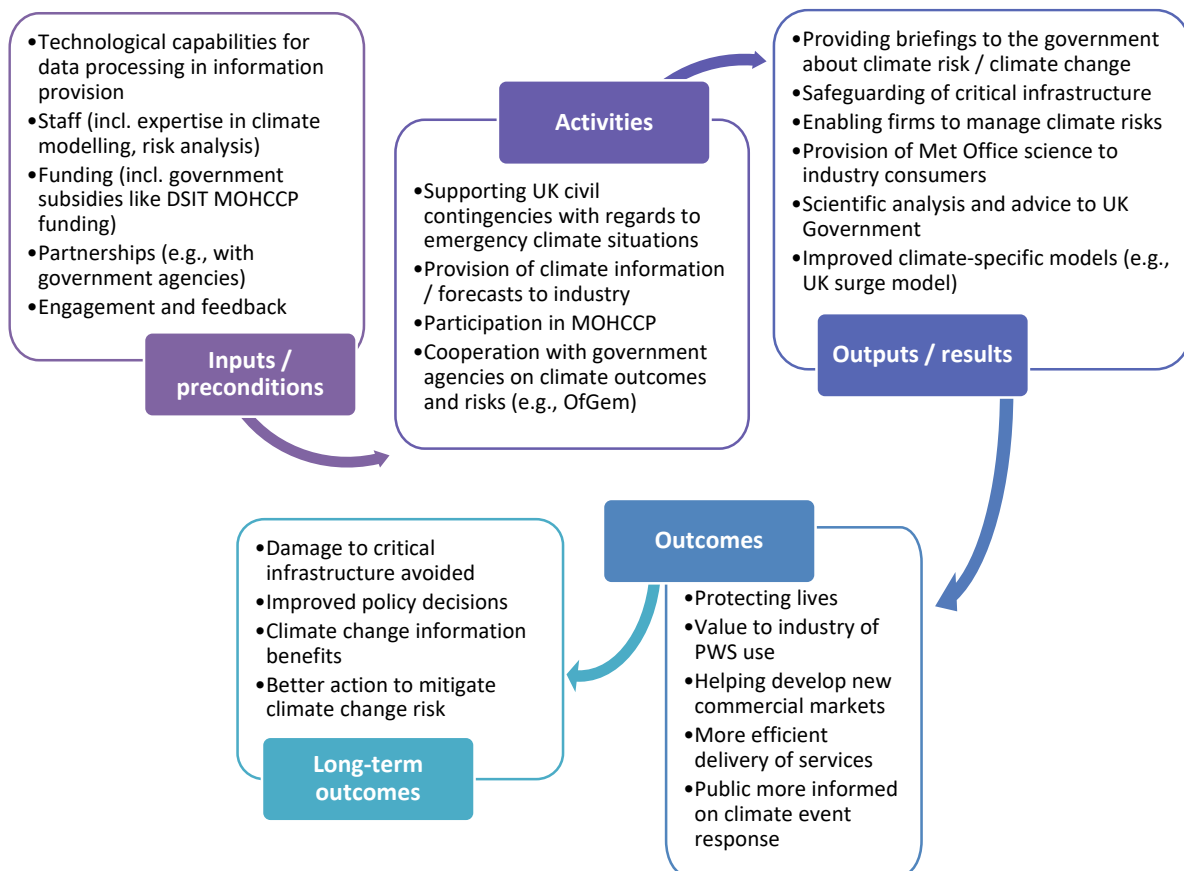 •Technological capabilities for
data processing in information
provision
•Staff (incl. expertise in climate
modelling, risk analysis)
•Funding (incl. government
subsidies like DSIT MOHCCP
funding)
•Partnerships (e.g., with
government agencies)
•Engagement and feedback
Inputs /
preconditions
Activities
•Supporting UK civil
contingencies with regards to
emergency climate situations
•Provision of climate information
/ forecasts to industry
•Participation in MOHCCP
•Cooperation with government
agencies on climate outcomes
and risks (e.g., OfGem)
•Providing briefings to the government
about climate risk / climate change
•Safeguarding of critical infrastructure
•Enabling firms to manage climate risks
•Provision of Met Office science to
industry consumers
•Scientific analysis and advice to UK
Government
•Improved climate-specific models (e.g.,
UK surge model)
Outputs / results
Outcomes
•Protecting lives
•Value to industry of
PWS use
•Helping develop new
commercial markets
•More efficient
delivery of services
•Public more informed
on climate event
response
•Damage to critical
infrastructure avoided
•Improved policy decisions
•Climate change information
benefits
•Better action to mitigate
climate change risk
Long-term
outcomes